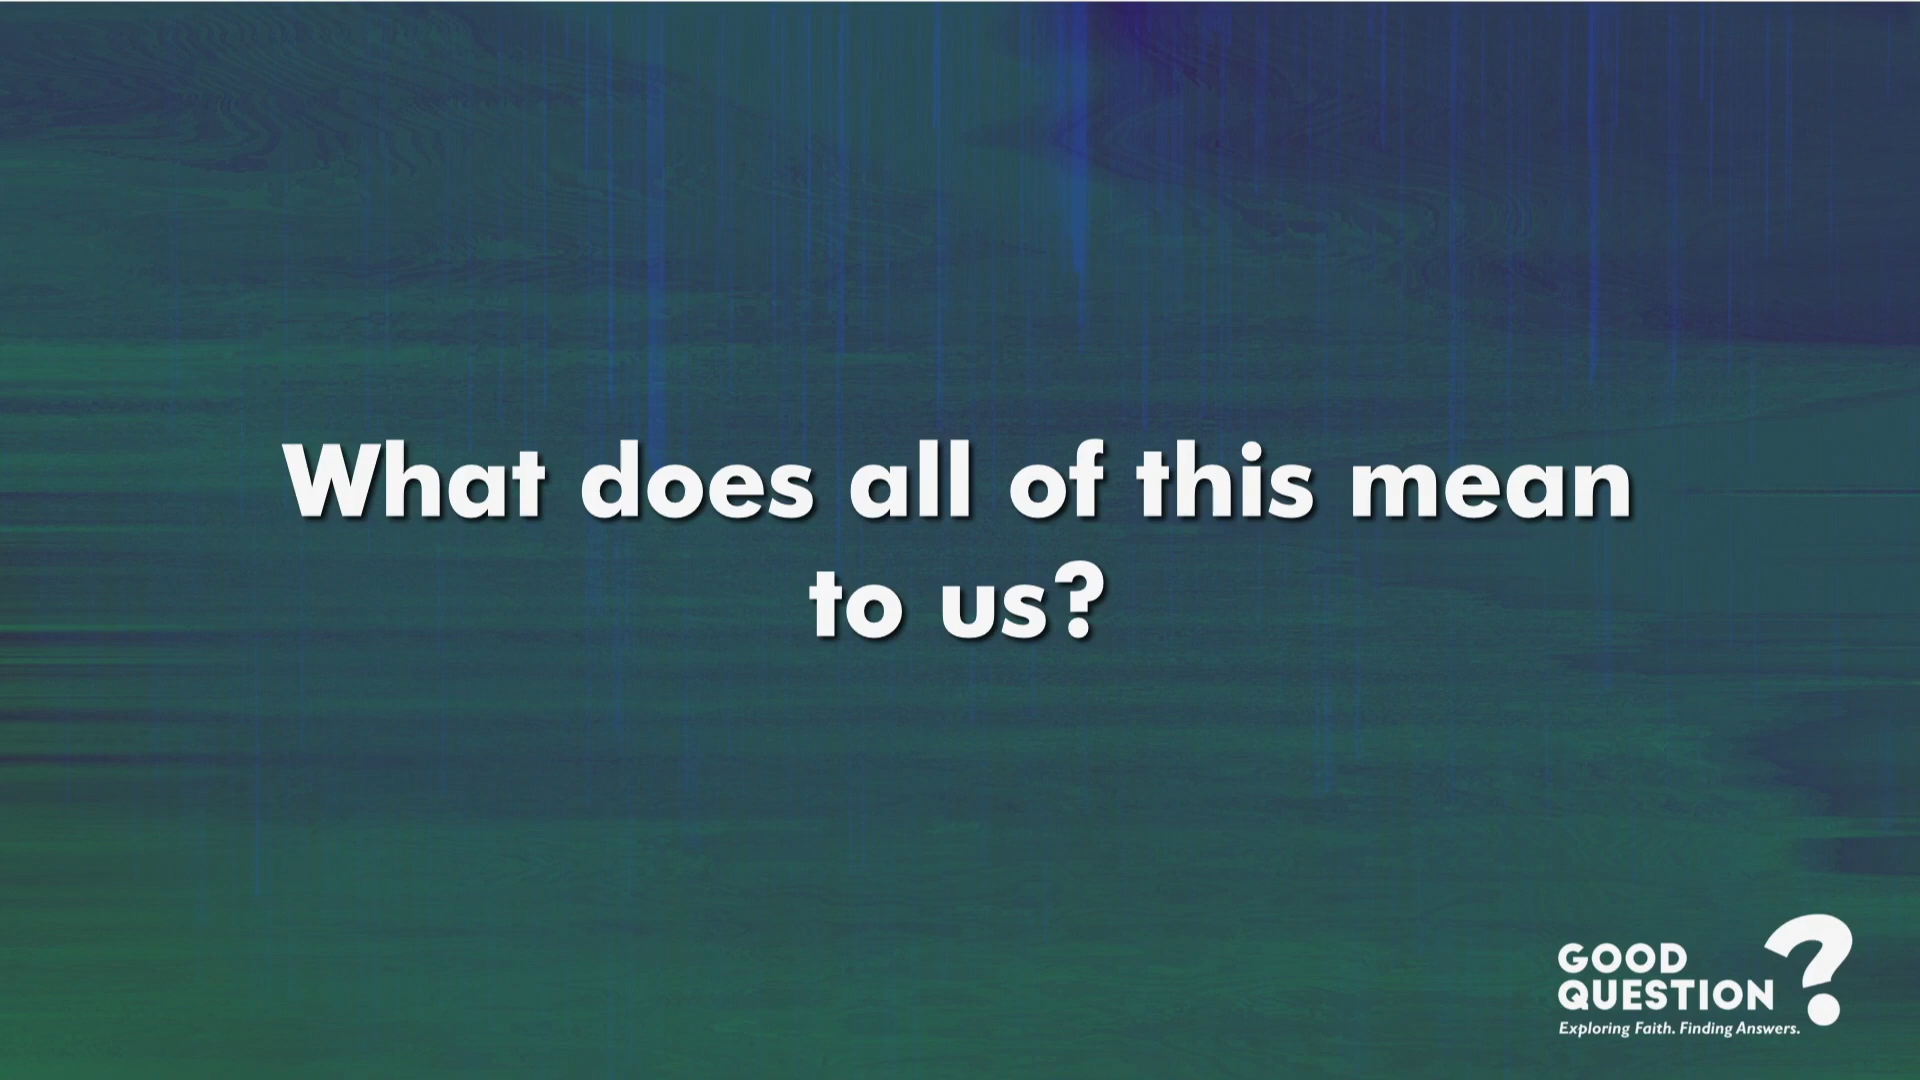 What does all of this mean
to us?
GOOD
QUESTION
?
Exploring Faith. Finding Answers.